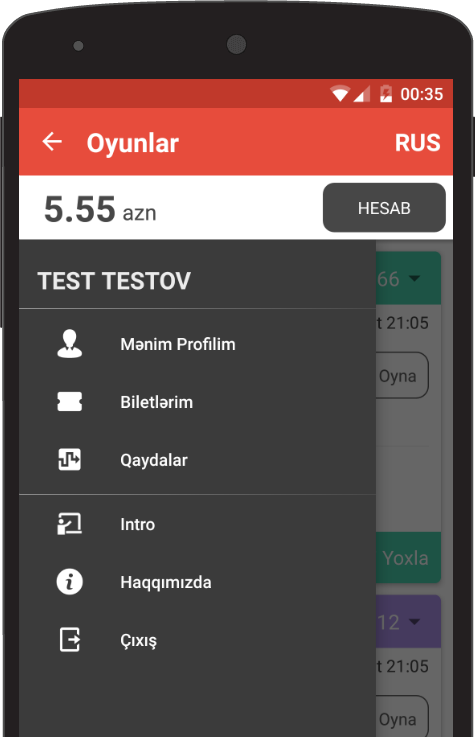 00:35
Oyunlar
RUS
5.55 azn
HESAB
TEST TESTOV
66
Mənim Profilim
t 21:05
Oyna
Biletlərim
Qaydalar
Intro
Yoxla
Haqqımızda
12
Çıxış
t 21:05
Oyna